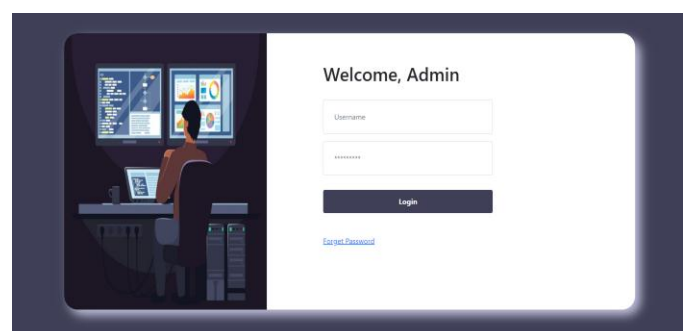 Welcome, Admin
Username
*********
Login
Forget Password